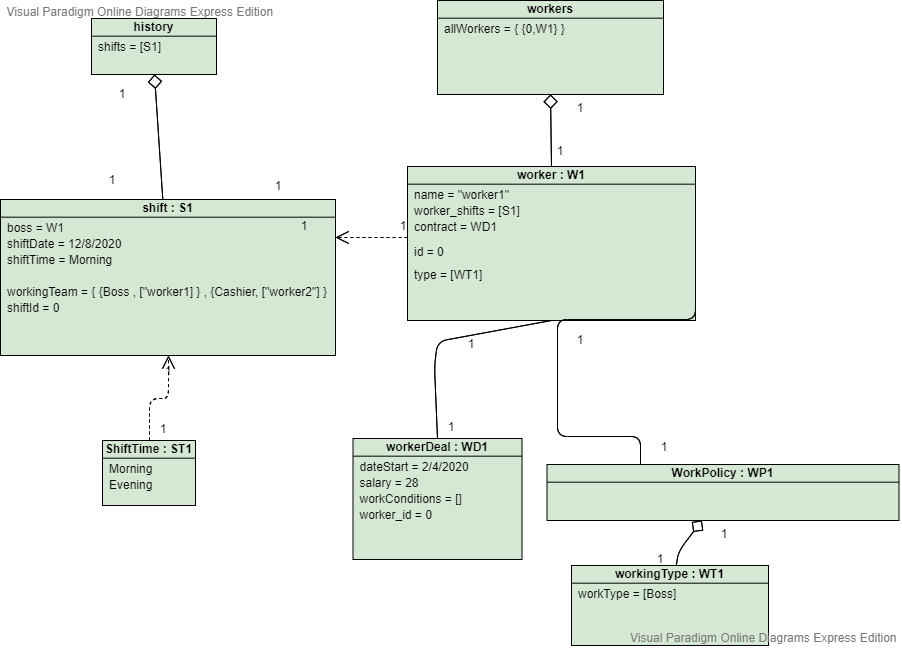 Visual Paradigm Online Diagrams Express Edition
history
shifts = [S1]
1
workers
allWorkers = { {0,W1} }
1
1
1
1
worker : W1
name = "worker1"
worker_shifts = [S1]
contract = WD1
id = 0
type = [WT1]
shift : S1
boss = W1
shiftDate = 12/8/2020
shiftTime = Morning
workingTeam = { {Boss , ["worker1] } , {Cashier, ["worker2"] }
shiftId = 0
1
1
1
1
1
ShiftTime : ST1
Morning
Evening
1
workerDeal : WD1
dateStart = 2/4/2020
salary = 28
workConditions = []
worker_id = 0
1
WorkPolicy : WP1
1
1
workingType : WT1
workType = [Boss]
Visual Paradigm Online Diagrams Express Edition